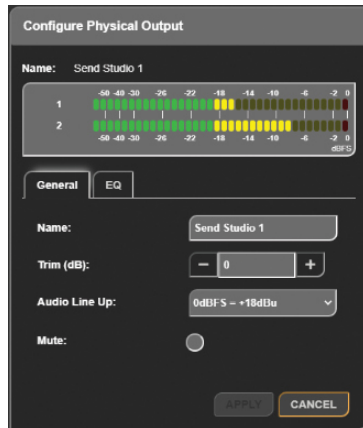 Configure Physical Output
Name: Send Studio 1
-50 -40 -30 -26 -22 -18 -14 -10 -6 -2 0
1
2
-50 -40 -30 -26 -22 -18 -14 -10 -6 -2 0
dBFS
General EQ
Name: Send Studio 1
Trim (dB): − 0 +
Audio Line Up: 0dBFS = +18dBu
Mute:
APPLY CANCEL